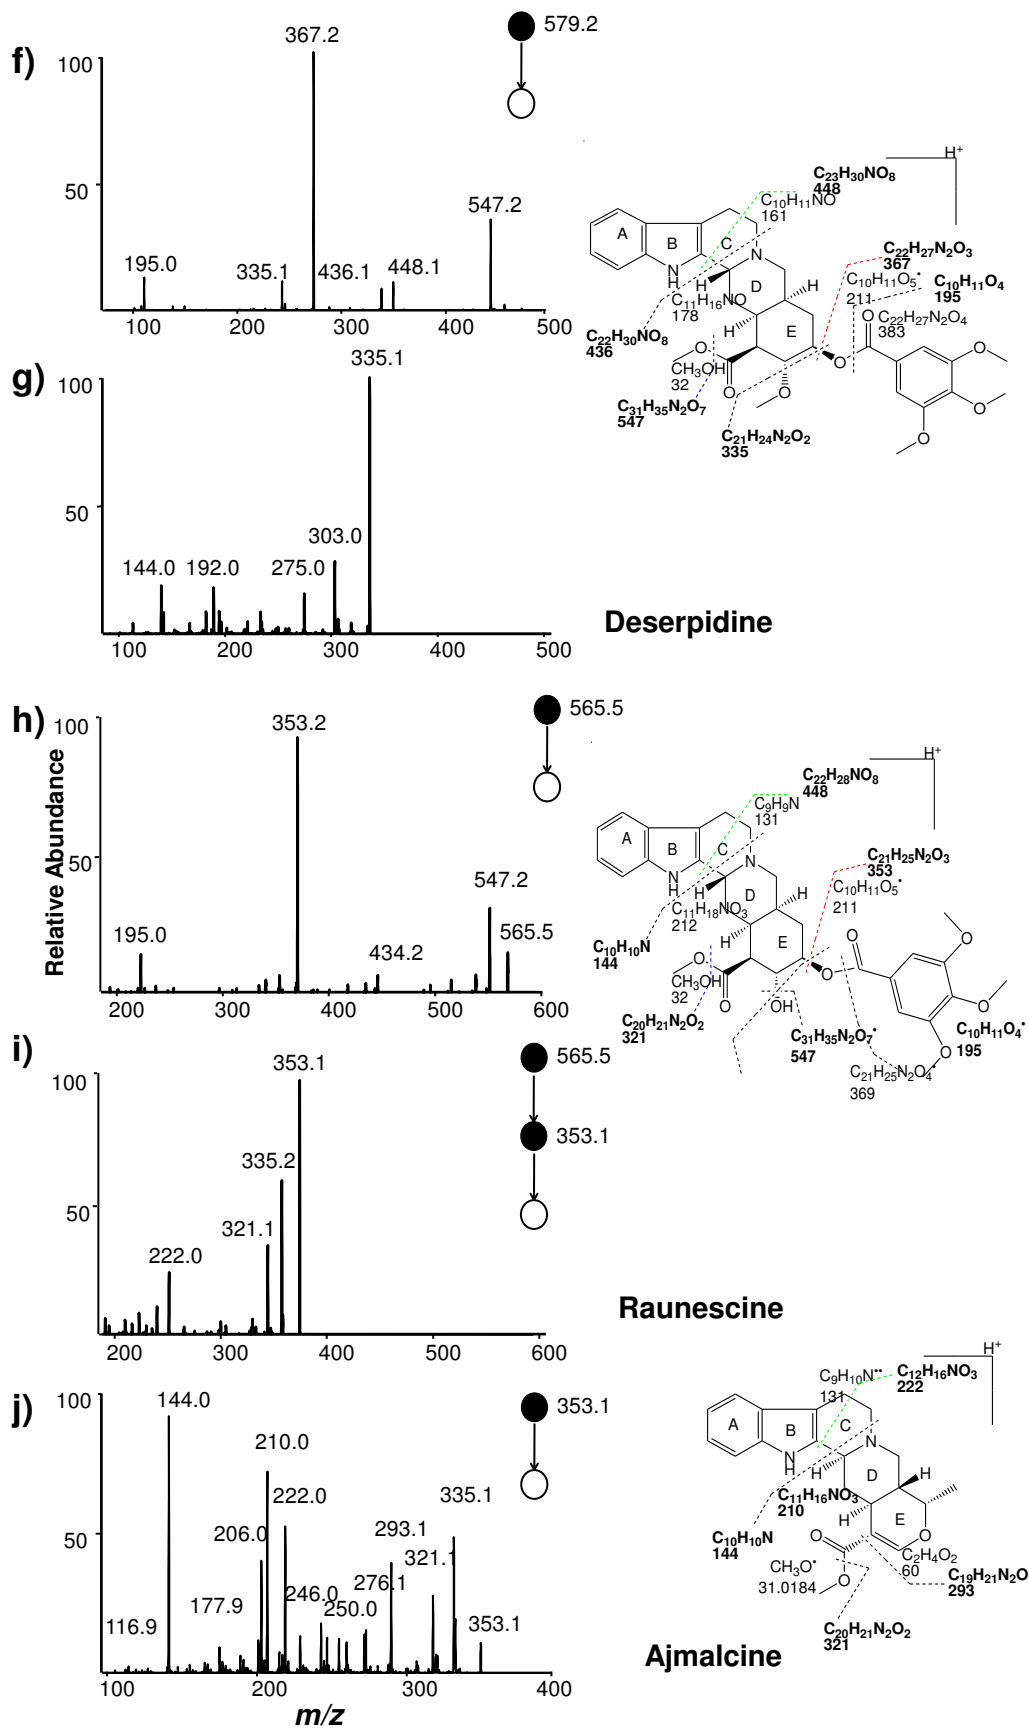 f)
367.2
579.2
100
50
547.2
195.0
335.1
436.1
448.1
100
200
300
400
500
H+
C23H30NO8
448
C10H11NO
161
A
B
C
N
NH
H
D
H
H
E
C11H16NO
178
C22H30NO8
436
C22H27N2O3
367
C10H11O5•
211
C10H11O4
195
C22H27N2O4
383
O
O
O
O
O
O
O
O
CH3OH
32
C31H35N2O7
547
C21H24N2O2
335
Deserpidine
g)
335.1
100
50
303.0
144.0
192.0
275.0
200
300
400
500
100
h)
353.2
565.5
100
Relative Abundance
50
547.2
195.0
565.5
434.2
200
300
400
500
600
H+
C22H28NO8
448
C9H9N
131
A
B
C
N
NH
H
D
H
H
E
C11H18NO3
212
C10H10N
144
C21H25N2O3
353
C10H11O5•
211
O
O
O
O
O
O
O
OH
CH3OH
32
C20H21N2O2
321
C31H35N2O7•
547
C10H11O4•
195
C21H25N2O4•
369
Raunescine
i)
353.1
565.5
353.1
100
335.2
321.1
222.0
50
200
300
400
500
600
j)
144.0
353.1
100
210.0
222.0
335.1
206.0
293.1
321.1
50
246.0
276.1
177.9
250.0
116.9
353.1
100
200
300
400
m/z
H+
C9H10N••
131
C12H16NO3
222
A
B
C
N
NH
H
D
H
H
E
O
C11H16NO3
210
C10H10N
144
O
O
C2H4O2
60
CH3O•
31.0184
C19H21N2O
293
C20H21N2O2
321
Ajmalcine